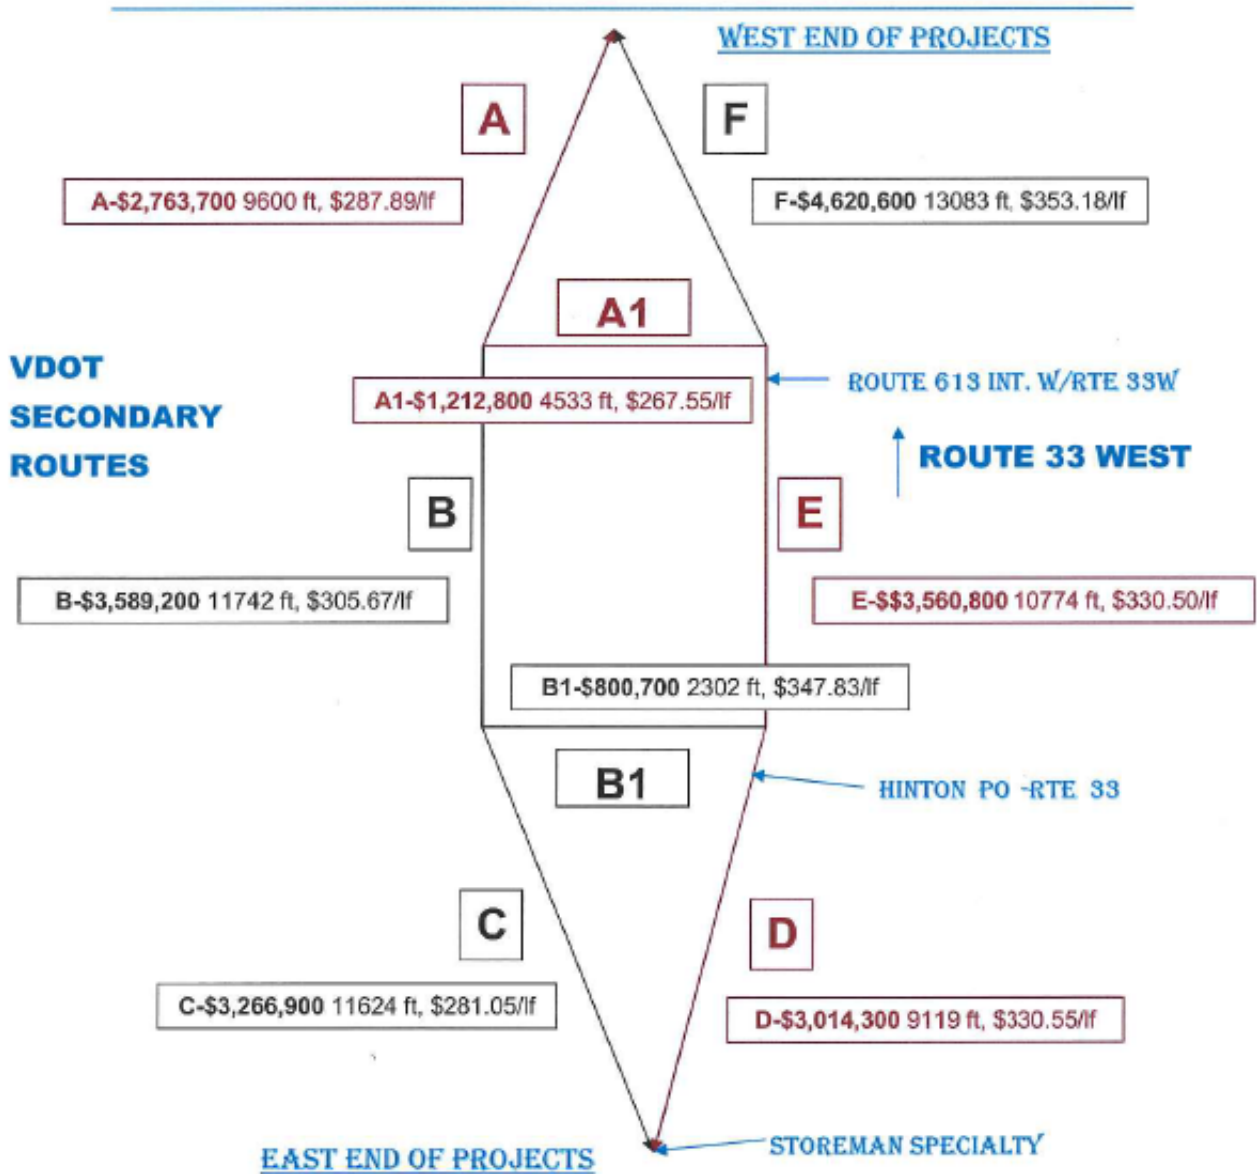 WEST END OF PROJECTS
A
F
A-$2,763,700 9600 ft, $287.89/lf
F-$4,620,600 13083 ft, $353.18/lf
A1
VDOT
SECONDARY
ROUTES
A1-$1,212,800 4533 ft, $267.55/lf
ROUTE 613 INT. W/RTE 33W
ROUTE 33 WEST
B
E
B-$3,589,200 11742 ft, $305.67/lf
E-$$3,560,800 10774 ft, $330.50/lf
B1-$800,700 2302 ft, $347.83/lf
B1
HINTON PO -RTE 33
C
D
C-$3,266,900 11624 ft, $281.05/lf
D-$3,014,300 9119 ft, $330.55/lf
EAST END OF PROJECTS
STOREMAN SPECIALTY